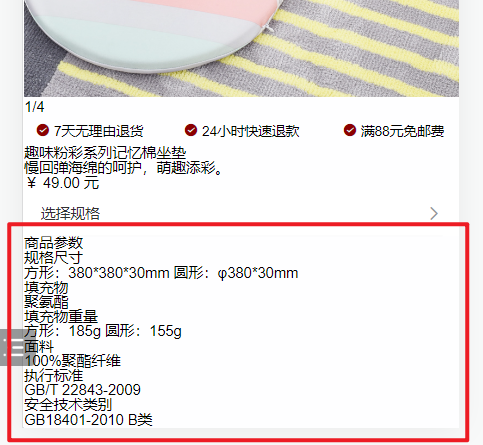 1/4
7天无理由退货 24小时快速退款 满88元免邮费
趣味粉彩系列记忆棉坐垫
慢回弹海绵的呵护，萌趣添彩。
￥ 49.00 元
选择规格
商品参数
规格尺寸
方形：380*380*30mm 圆形：φ380*30mm
填充物
聚氨酯
填充物重量
方形：185g 圆形：155g
面料
100%聚酯纤维
执行标准
GB/T 22843-2009
安全技术类别
GB18401-2010 B类